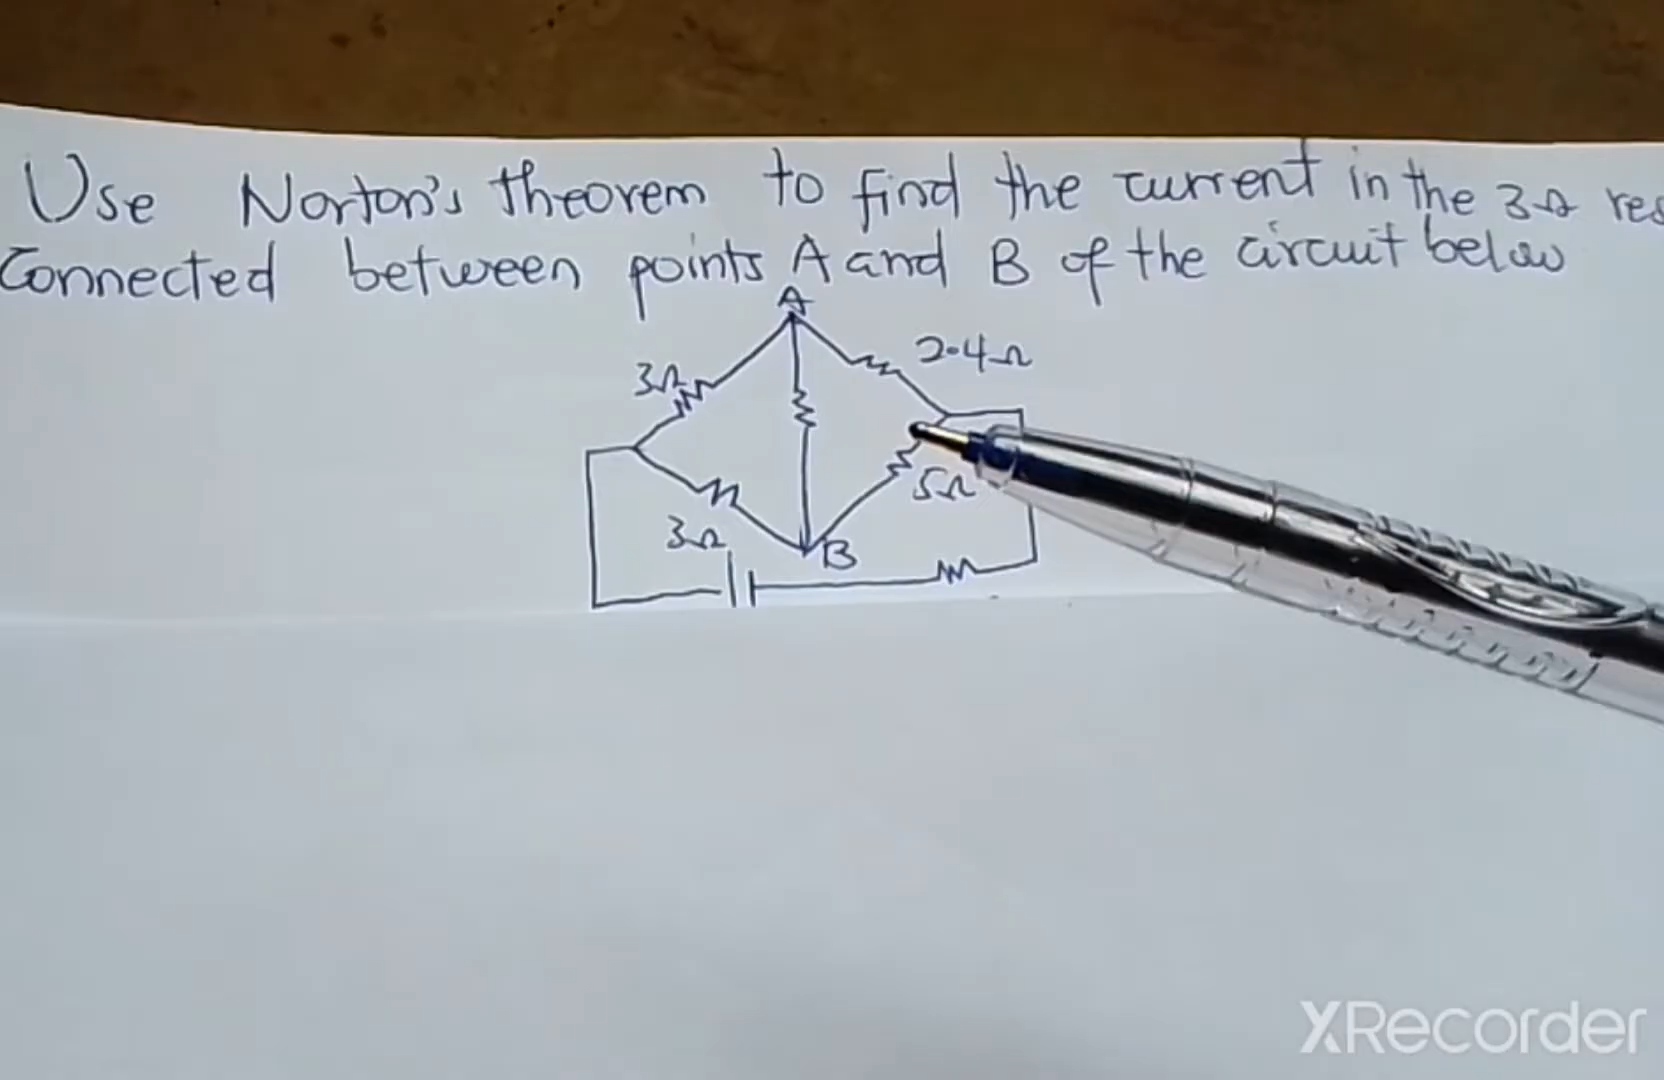 Use Norton's theorem to find the current in the 3Ω
Connected between points A and B of the circuit below
A
2.4Ω
3Ω
5Ω
3Ω
B
XRecorder